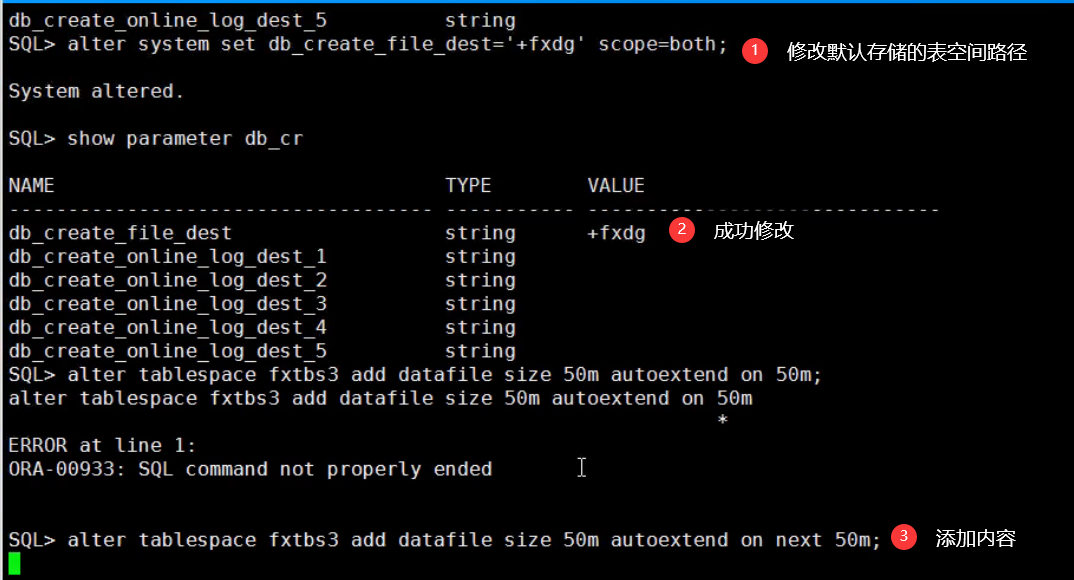 db_create_online_log_dest_5 string
SQL> alter system set db_create_file_dest='+fxdg' scope=both; 1 修改默认存储的表空间路径
System altered.
SQL> show parameter db_cr
NAME TYPE VALUE
------------------------------------ ----------- ------------------------------
db_create_file_dest string +fxdg 2 成功修改
db_create_online_log_dest_1 string
db_create_online_log_dest_2 string
db_create_online_log_dest_3 string
db_create_online_log_dest_4 string
db_create_online_log_dest_5 string
SQL> alter tablespace fxtbs3 add datafile size 50m autoextend on 50m;
alter tablespace fxtbs3 add datafile size 50m autoextend on 50m
*
ERROR at line 1:
ORA-00933: SQL command not properly ended
SQL> alter tablespace fxtbs3 add datafile size 50m autoextend on next 50m; 3 添加内容